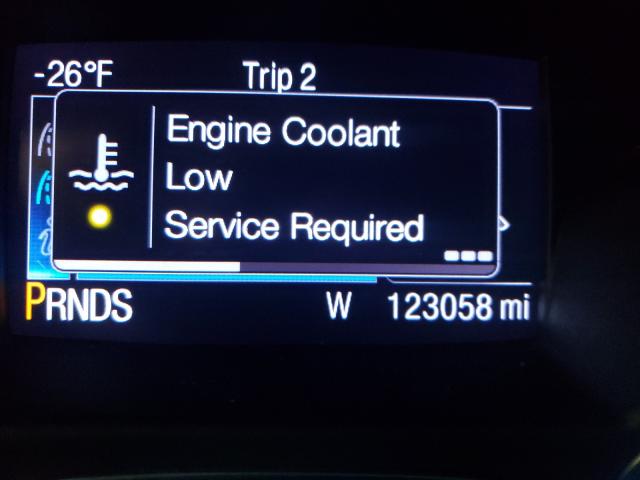 -26°F Trip 2
Engine Coolant
Low
Service Required
PRNDS W 123058 mi